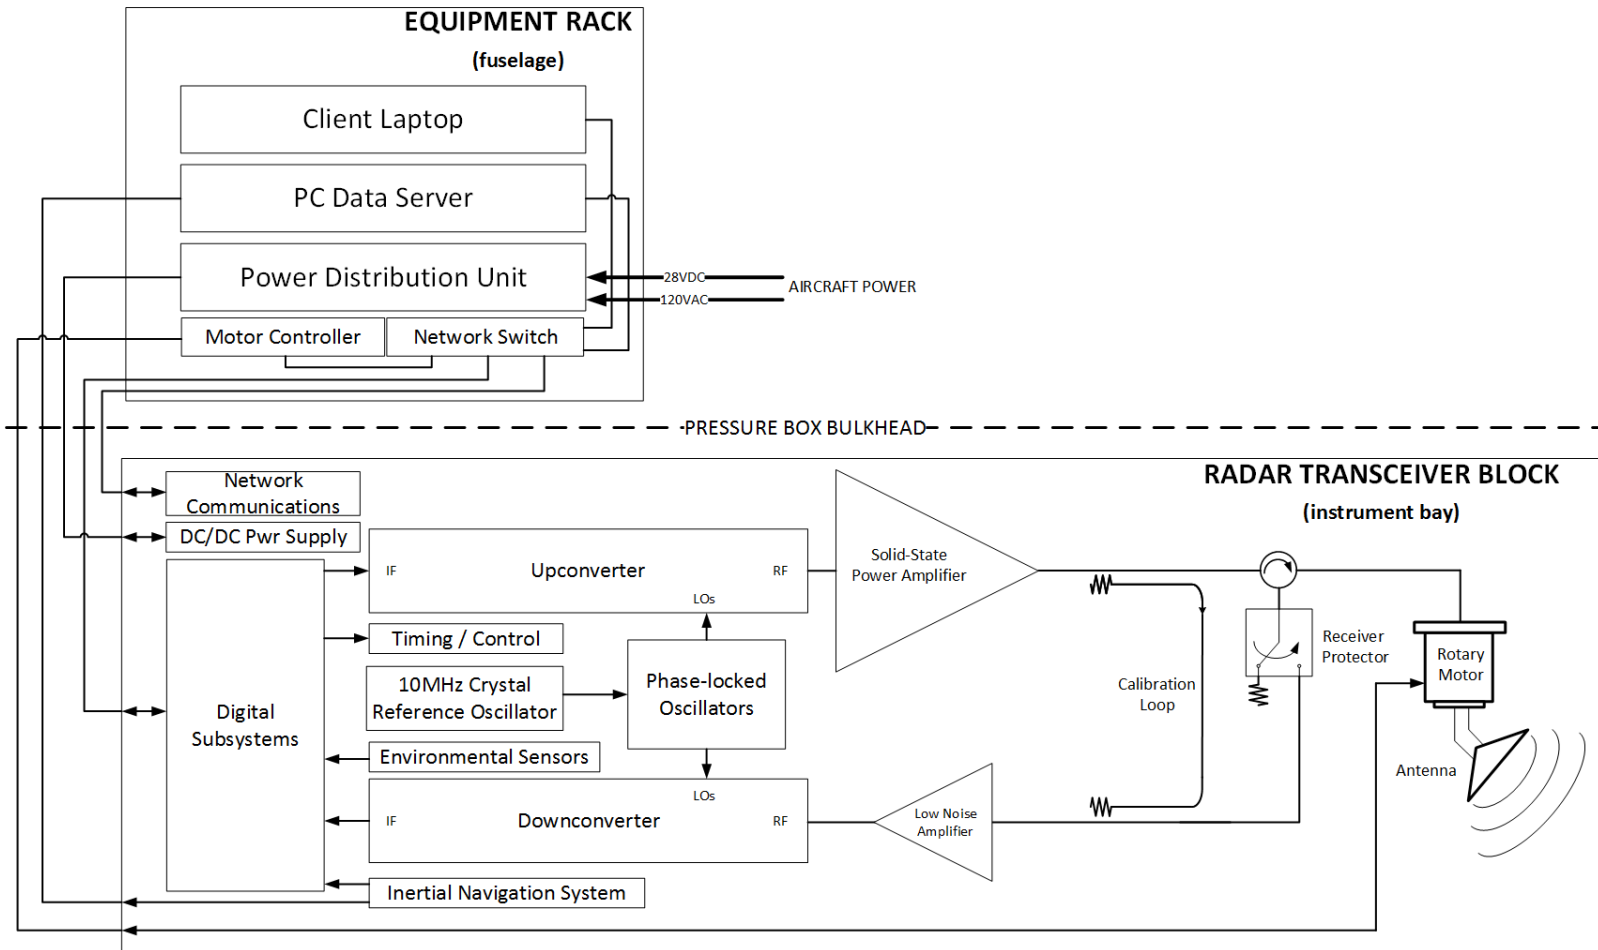 EQUIPMENT RACK
(fuselage)
Client Laptop
PC Data Server
Power Distribution Unit
28VDC
120VAC
AIRCRAFT POWER
Motor Controller
Network Switch
PRESSURE BOX BULKHEAD
RADAR TRANSCEIVER BLOCK
(instrument bay)
Network
Communications
DC/DC Pwr Supply
IF
Upconverter
RF
LOs
Solid-State
Power Amplifier
Timing / Control
Receiver
Protector
Rotary
Motor
10MHz Crystal
Reference Oscillator
Phase-locked
Oscillators
Calibration
Loop
Digital
Subsystems
Environmental Sensors
Antenna
LOs
IF
Downconverter
RF
Low Noise
Amplifier
Inertial Navigation System